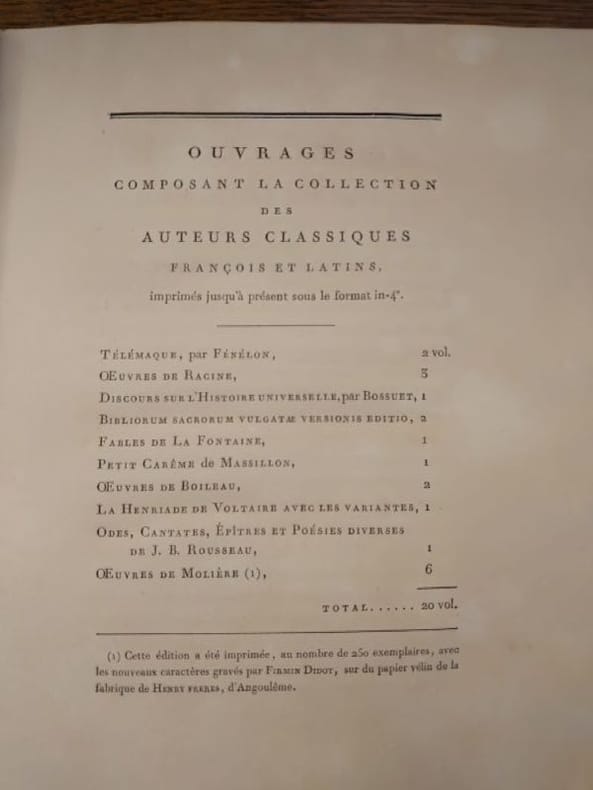 OUVRAGES
COMPOSANT LA COLLECTION
DES
AUTEURS CLASSIQUES
FRANÇOIS ET LATINS,
imprimés jusqu'à présent sous le format in-4°.
TÉLÉMAQUE, par FÉNÉLON, 2 vol.
ŒUVRES DE RACINE, 3
DISCOURS SUR L'HISTOIRE UNIVERSELLE, par BOSSUET, 1
BIBLIORUM SACRORUM VULGATÆ VERSIONIS EDITIO, 2
FABLES DE LA FONTAINE, 1
PETIT CARÊME de MASSILLON, 1
ŒUVRES DE BOILEAU, 2
LA HENRIADE DE VOLTAIRE AVEC LES VARIANTES, 1
ODES, CANTATES, ÉPÎTRES ET POÉSIES DIVERSES
DE J. B. ROUSSEAU, 1
ŒUVRES DE MOLIÈRE (1), 6
TOTAL...... 20 vol.
(1) Cette édition a été imprimée, au nombre de 250 exemplaires, avec
les nouveaux caractères gravés par FIRMIN DIDOT, sur du papier vélin de la
fabrique de HENRY FRERES, d'Angoulême.